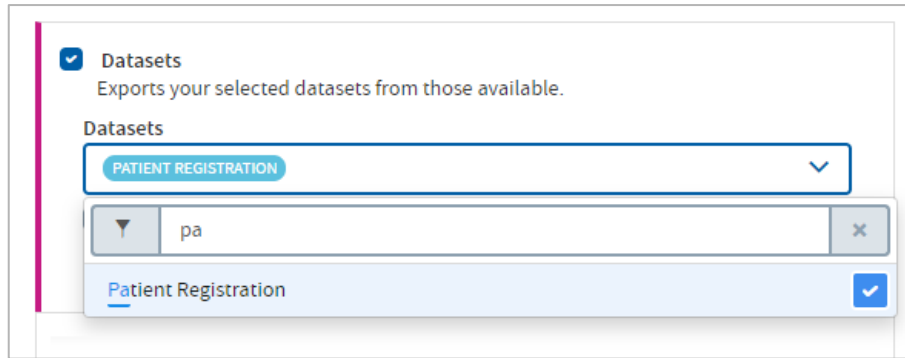 Datasets
Exports your selected datasets from those available.
Datasets
PATIENT REGISTRATION
pa
Patient Registration